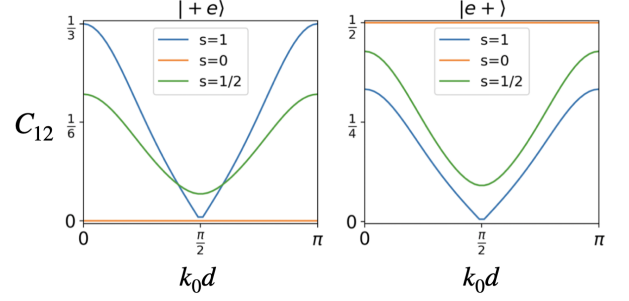 |+e⟩
|e+⟩
C₁₂
1/3
1/6
0
s=1
s=0
s=1/2
1/2
1/4
0
s=1
s=0
s=1/2
0
π/2
π
0
π/2
π
k₀d
k₀d